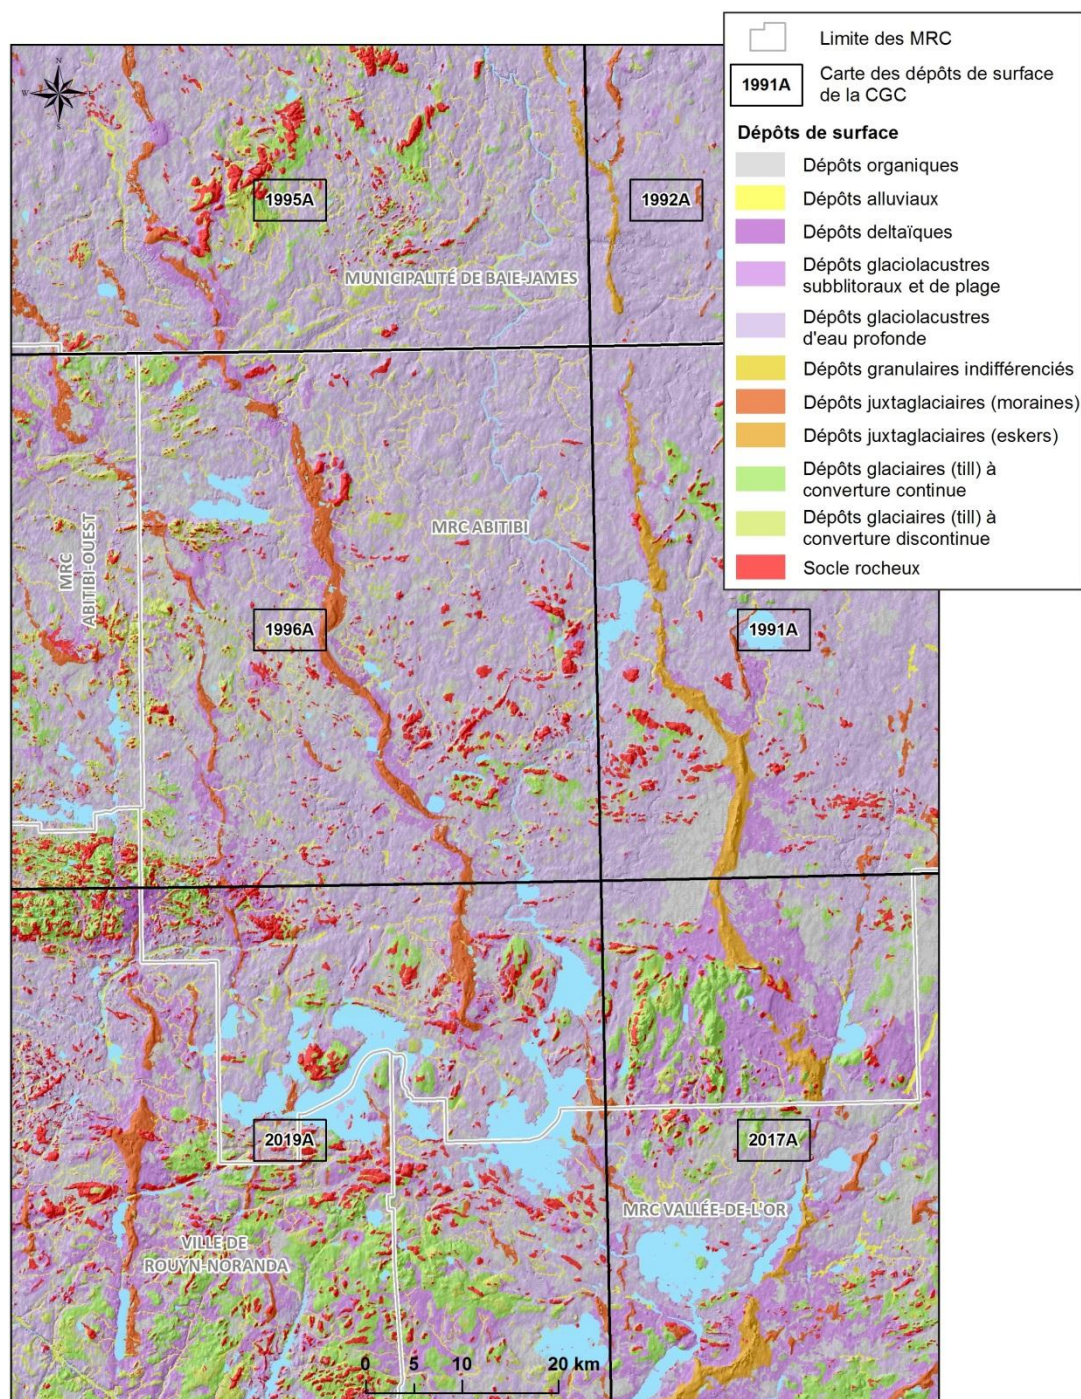 Limite des MRC
1991A
Carte des dépôts de surface
de la CGC
Dépôts de surface
Dépôts organiques
Dépôts alluviaux
Dépôts deltaïques
Dépôts glaciolacustres
subblitoraux et de plage
Dépôts glaciolacustres
d'eau profonde
Dépôts granulaires indifférenciés
Dépôts juxtaglaciaires (moraines)
Dépôts juxtaglaciaires (eskers)
Dépôts glaciaires (till) à
converture continue
Dépôts glaciaires (till) à
converture discontinue
Socle rocheux
N
W
E
S
1995A
1992A
MUNICIPALITÉ DE BAIE-JAMES
MRC ABITIBI
MRC
ABITIBI-OUEST
1996A
1991A
2019A
2017A
MRC VALLÉE-DE-L'OR
VILLE DE
ROUYN-NORANDA
0 5 10 20 km